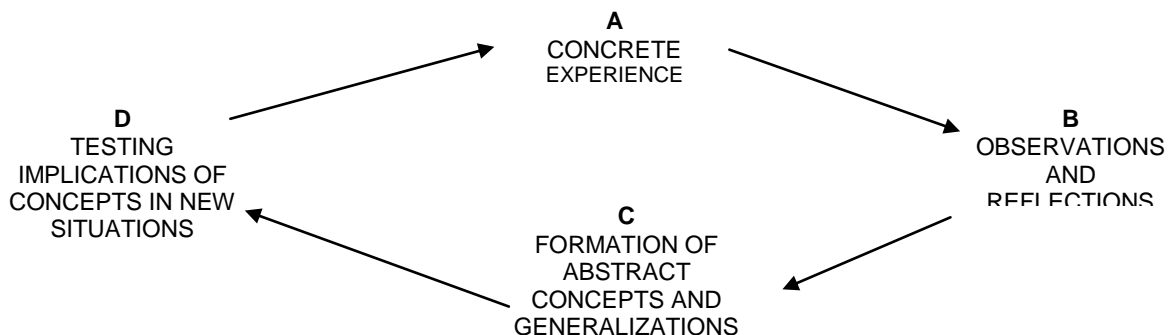 A
CONCRETE
EXPERIENCE
B
OBSERVATIONS
AND
REFLECTIONS
C
FORMATION OF
ABSTRACT
CONCEPTS AND
GENERALIZATIONS
D
TESTING
IMPLICATIONS OF
CONCEPTS IN NEW
SITUATIONS